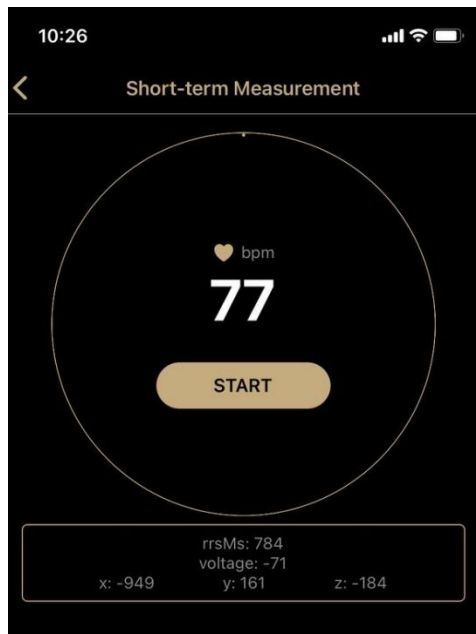 10:26
Short-term Measurement
bpm
77
START
rrsMs: 784
voltage: -71
x: -949 y: 161 z: -184